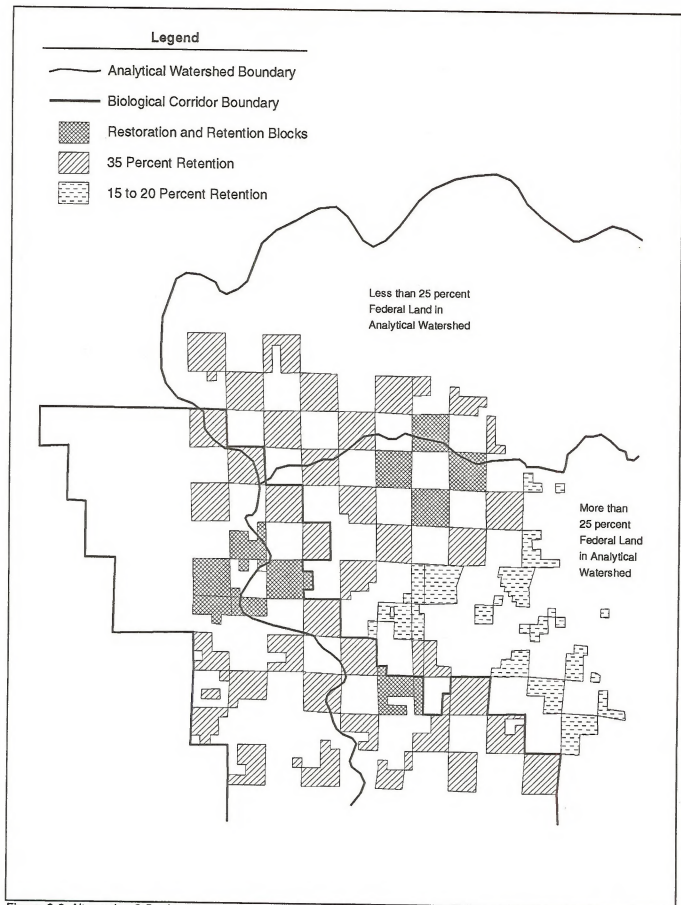 Legend
Analytical Watershed Boundary
Biological Corridor Boundary
Restoration and Retention Blocks
35 Percent Retention
15 to 20 Percent Retention
Less than 25 percent
Federal Land in
Analytical Watershed
More than
25 percent
Federal Land
in Analytical
Watershed